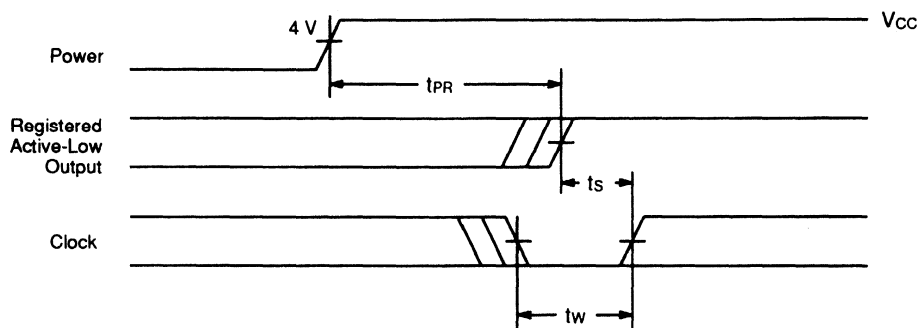 4 V
VCC
Power
tPR
Registered
Active-Low
Output
tS
Clock
tW